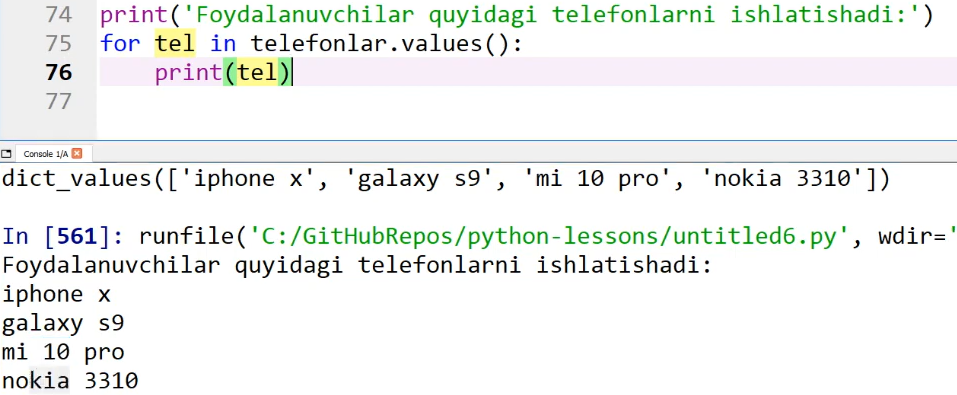 74 print('Foydalanuvchilar quyidagi telefonlarni ishlatishadi:')
75 for tel in telefonlar.values():
76     print(tel)
77
Console 1/A
dict_values(['iphone x', 'galaxy s9', 'mi 10 pro', 'nokia 3310'])
In [561]: runfile('C:/GitHubRepos/python-lessons/untitled6.py', wdir='
Foydalanuvchilar quyidagi telefonlarni ishlatishadi:
iphone x
galaxy s9
mi 10 pro
nokia 3310